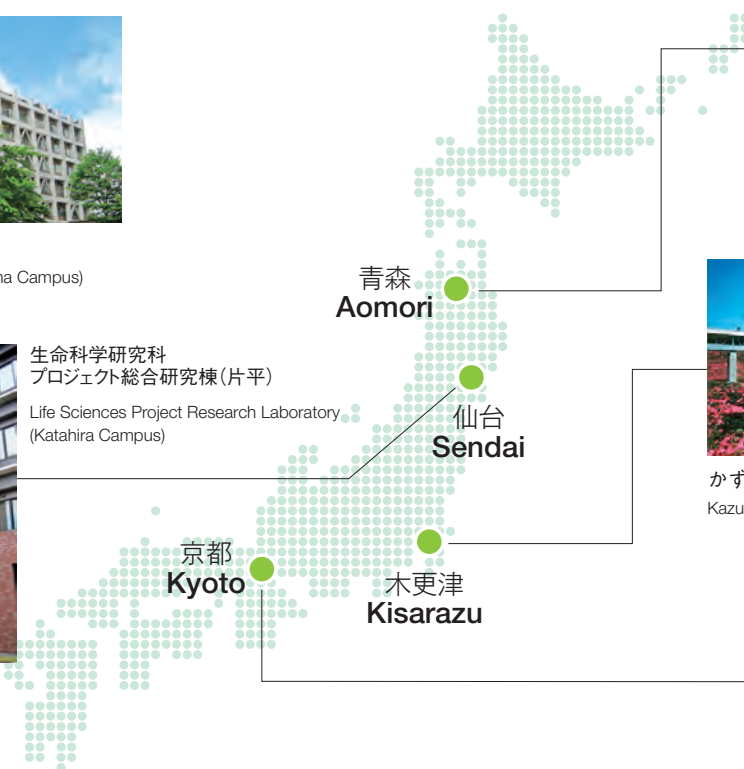 na Campus)
生命科学研究科
プロジェクト総合研究棟（片平）
Life Sciences Project Research Laboratory
(Katahira Campus)
青森
Aomori
仙台
Sendai
かず
Kazu
京都
Kyoto
木更津
Kisarazu